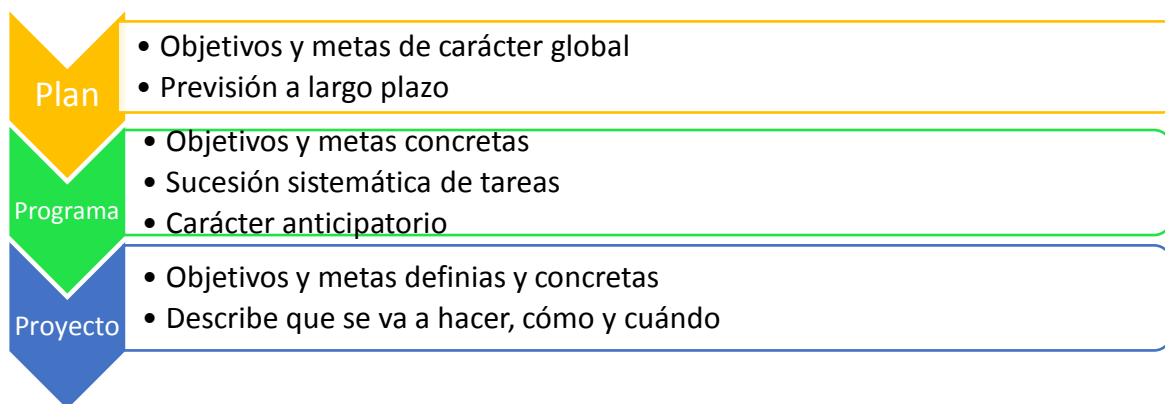 Plan
• Objetivos y metas de carácter global
• Previsión a largo plazo
Programa
• Objetivos y metas concretas
• Sucesión sistemática de tareas
• Carácter anticipatorio
Proyecto
• Objetivos y metas definias y concretas
• Describe que se va a hacer, cómo y cuándo